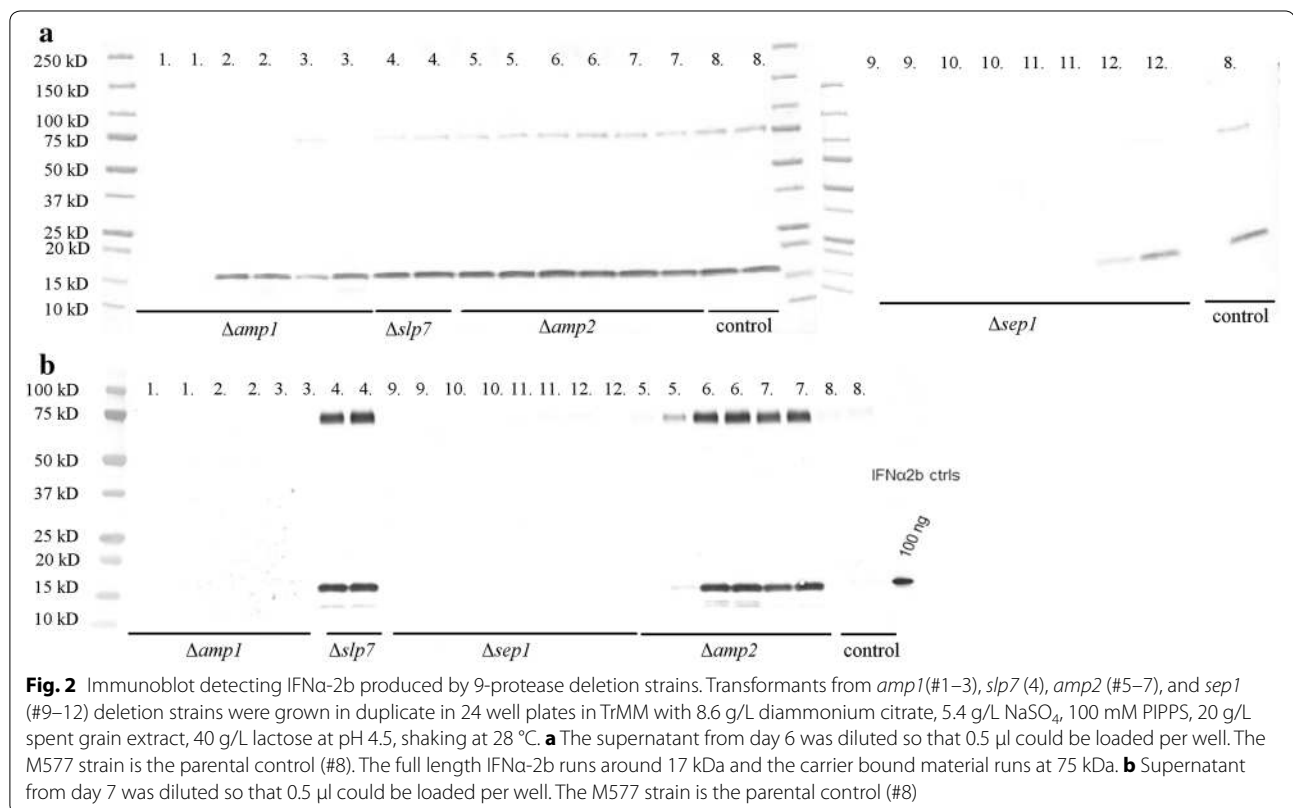 a
1. 1. 2. 2. 3. 3. 4. 4. 5. 5. 6. 6. 7. 7. 8. 8. 9. 9. 10. 10. 11. 11. 12. 12. 8.
250 kD
150 kD
100 kD
75 kD
50 kD
37 kD
25 kD
20 kD
15 kD
10 kD
Δamp1 Δslp7 Δamp2 control Δsep1 control
b
1. 1. 2. 2. 3. 3. 4. 4. 9. 9. 10. 10. 11. 11. 12. 12. 5. 5. 6. 6. 7. 7. 8. 8.
100 kD
75 kD
50 kD
37 kD
25 kD
20 kD
15 kD
10 kD
IFNα2b ctrls
100 ng
Δamp1 Δslp7 Δsep1 Δamp2 control
Fig. 2 Immunoblot detecting IFNα-2b produced by 9-protease deletion strains. Transformants from amp1(#1–3), slp7 (4), amp2 (#5–7), and sep1
(#9–12) deletion strains were grown in duplicate in 24 well plates in TrMM with 8.6 g/L diammonium citrate, 5.4 g/L NaSO₄, 100 mM PIPPS, 20 g/L
spent grain extract, 40 g/L lactose at pH 4.5, shaking at 28 °C. a The supernatant from day 6 was diluted so that 0.5 µl could be loaded per well. The
M577 strain is the parental control (#8). The full length IFNα-2b runs around 17 kDa and the carrier bound material runs at 75 kDa. b Supernatant
from day 7 was diluted so that 0.5 µl could be loaded per well. The M577 strain is the parental control (#8)